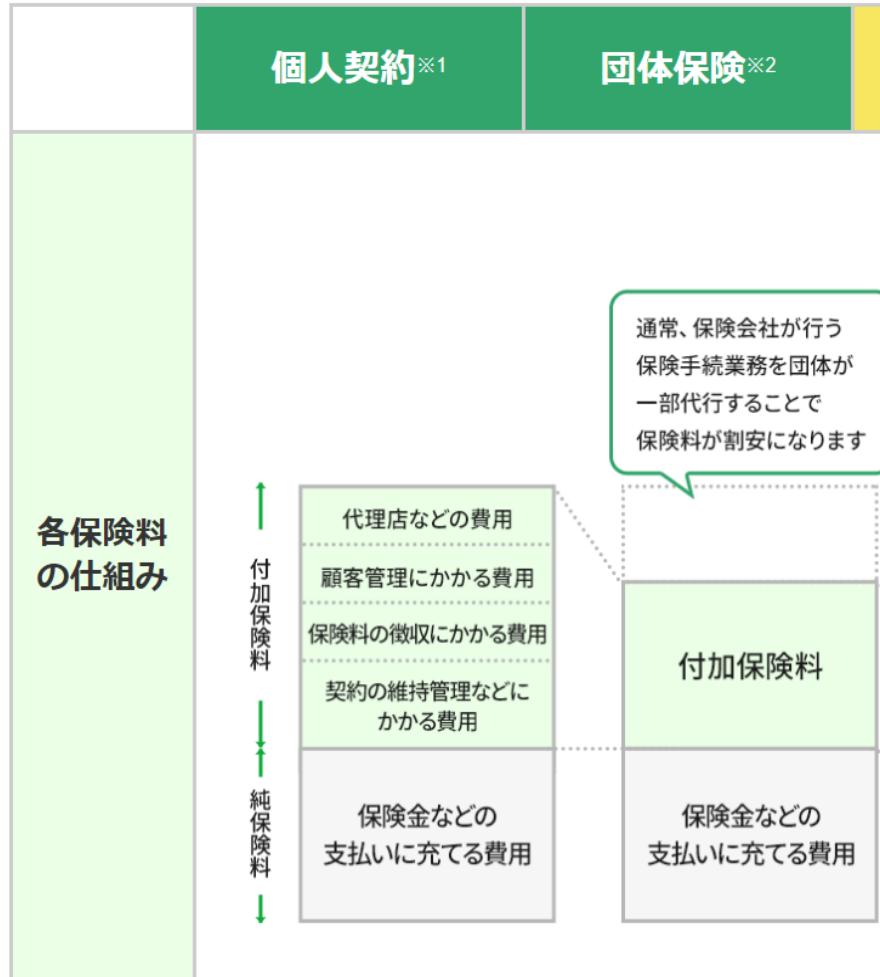 個人契約※1
団体保険※2
各保険料
の仕組み
通常、保険会社が行う
保険手続業務を団体が
一部代行することで
保険料が割安になります
付加保険料
代理店などの費用
顧客管理にかかる費用
保険料の徴収にかかる費用
契約の維持管理などに
かかる費用
付加保険料
純保険料
保険金などの
支払いに充てる費用
保険金などの
支払いに充てる費用